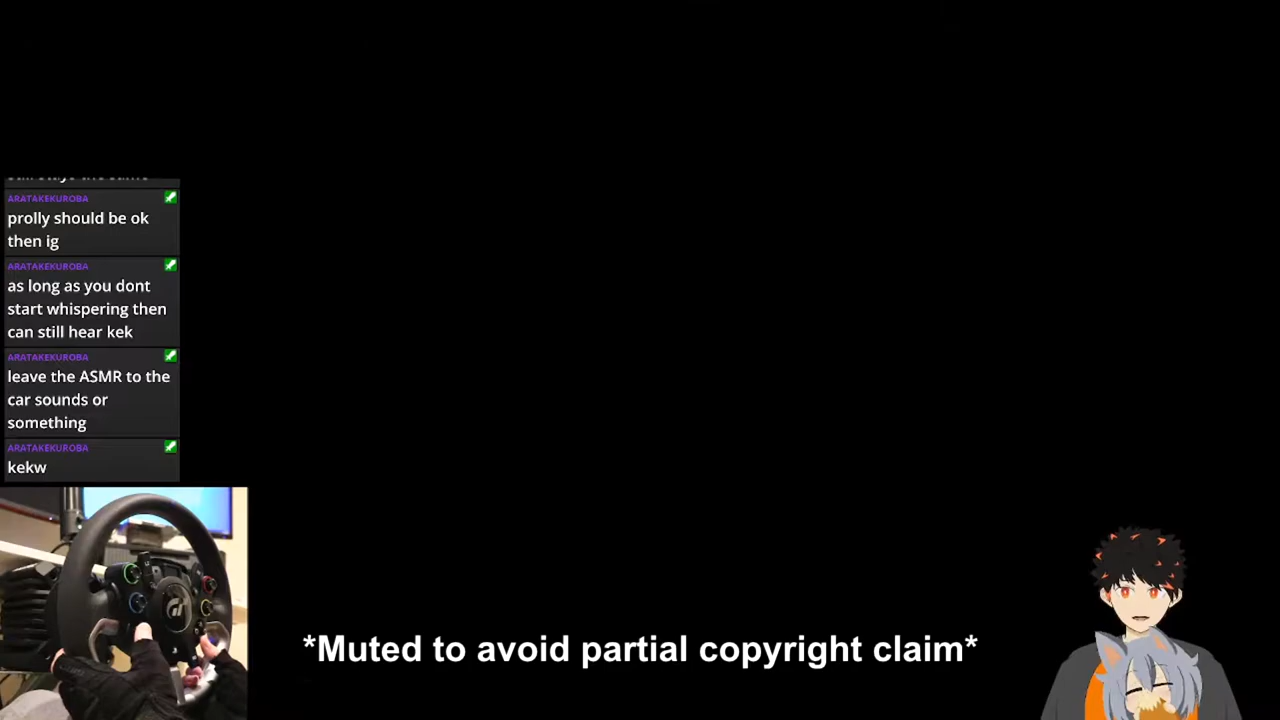 ARATAKEKUROBA
prolly should be ok
then ig
ARATAKEKUROBA
as long as you dont
start whispering then
can still hear kek
ARATAKEKUROBA
leave the ASMR to the
car sounds or
something
ARATAKEKUROBA
kekw
*Muted to avoid partial copyright claim*